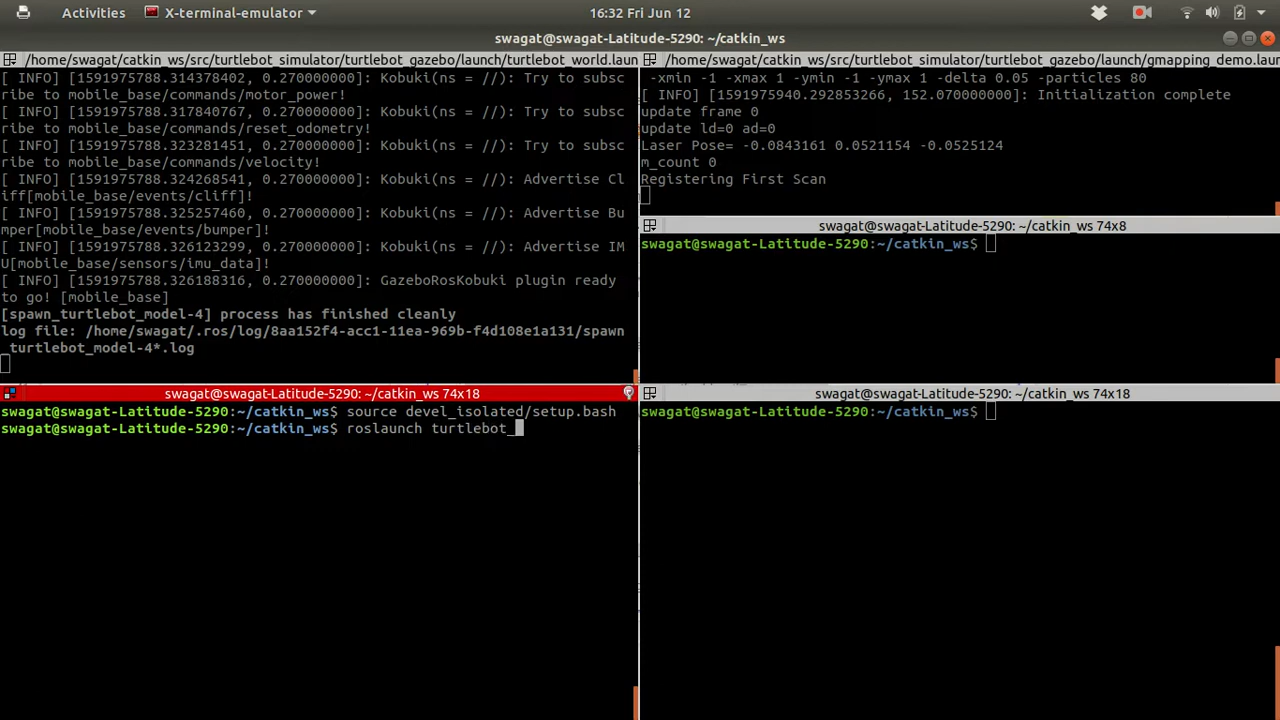 Activities
X-terminal-emulator
16:32 Fri Jun 12
swagat@swagat-Latitude-5290: ~/catkin_ws
/home/swagat/catkin_ws/src/turtlebot_simulator/turtlebot_gazebo/launch/turtlebot_world.laun
[ INFO] [1591975788.314378402, 0.270000000]: Kobuki(ns = //): Try to subsc
ribe to mobile_base/commands/motor_power!
[ INFO] [1591975788.317840767, 0.270000000]: Kobuki(ns = //): Try to subsc
ribe to mobile_base/commands/reset_odometry!
[ INFO] [1591975788.323281451, 0.270000000]: Kobuki(ns = //): Try to subsc
ribe to mobile_base/commands/velocity!
[ INFO] [1591975788.324268541, 0.270000000]: Kobuki(ns = //): Advertise Cl
iff[mobile_base/events/cliff]!
[ INFO] [1591975788.325257460, 0.270000000]: Kobuki(ns = //): Advertise Bu
mper[mobile_base/events/bumper]!
[ INFO] [1591975788.326123299, 0.270000000]: Kobuki(ns = //): Advertise IM
U[mobile_base/sensors/imu_data]!
[ INFO] [1591975788.326188316, 0.270000000]: GazeboRosKobuki plugin ready
to go! [mobile_base]
[spawn_turtlebot_model-4] process has finished cleanly
log file: /home/swagat/.ros/log/8aa152f4-acc1-11ea-969b-f4d108e1a131/spawn
_turtlebot_model-4*.log
/home/swagat/catkin_ws/src/turtlebot_simulator/turtlebot_gazebo/launch/gmapping_demo.laun
-xmin -1 -xmax 1 -ymin -1 -ymax 1 -delta 0.05 -particles 80
[ INFO] [1591975940.292853266, 152.070000000]: Initialization complete
update frame 0
update ld=0 ad=0
Laser Pose= -0.0843161 0.0521154 -0.0525124
m_count 0
Registering First Scan
swagat@swagat-Latitude-5290: ~/catkin_ws 74x8
swagat@swagat-Latitude-5290:~/catkin_ws$
swagat@swagat-Latitude-5290: ~/catkin_ws 74x18
swagat@swagat-Latitude-5290:~/catkin_ws$ source devel_isolated/setup.bash
swagat@swagat-Latitude-5290:~/catkin_ws$ roslaunch turtlebot_
swagat@swagat-Latitude-5290: ~/catkin_ws 74x18
swagat@swagat-Latitude-5290:~/catkin_ws$